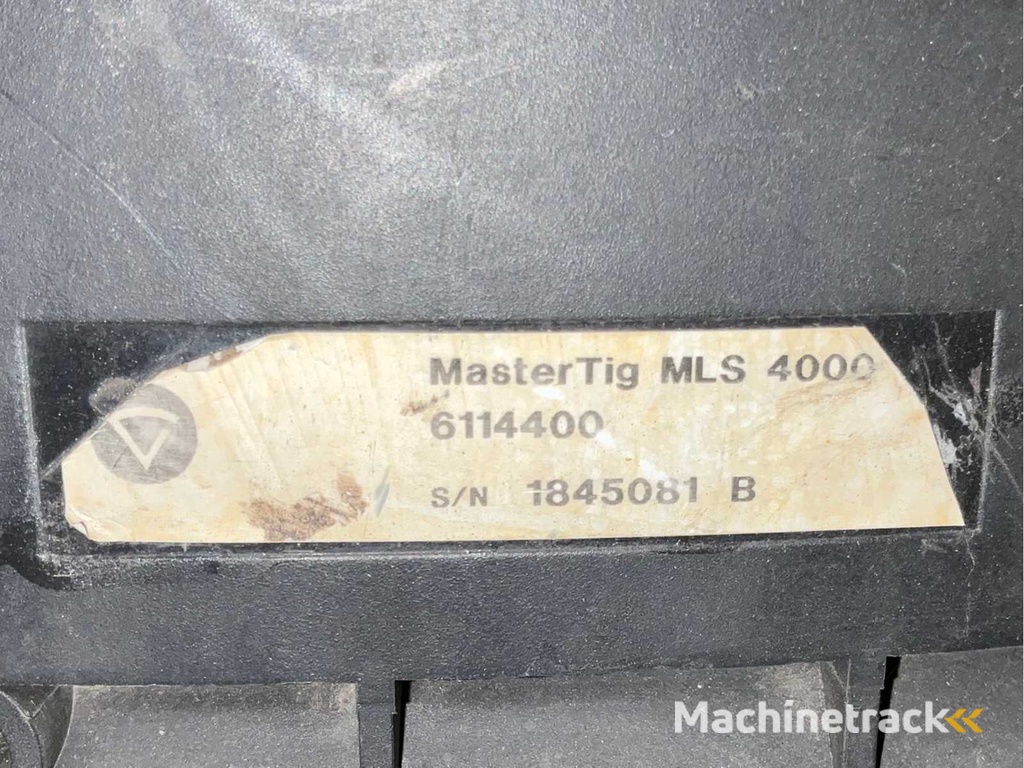 MasterTig MLS 4000
6114400
S/N 1845081 B
Machinetrack